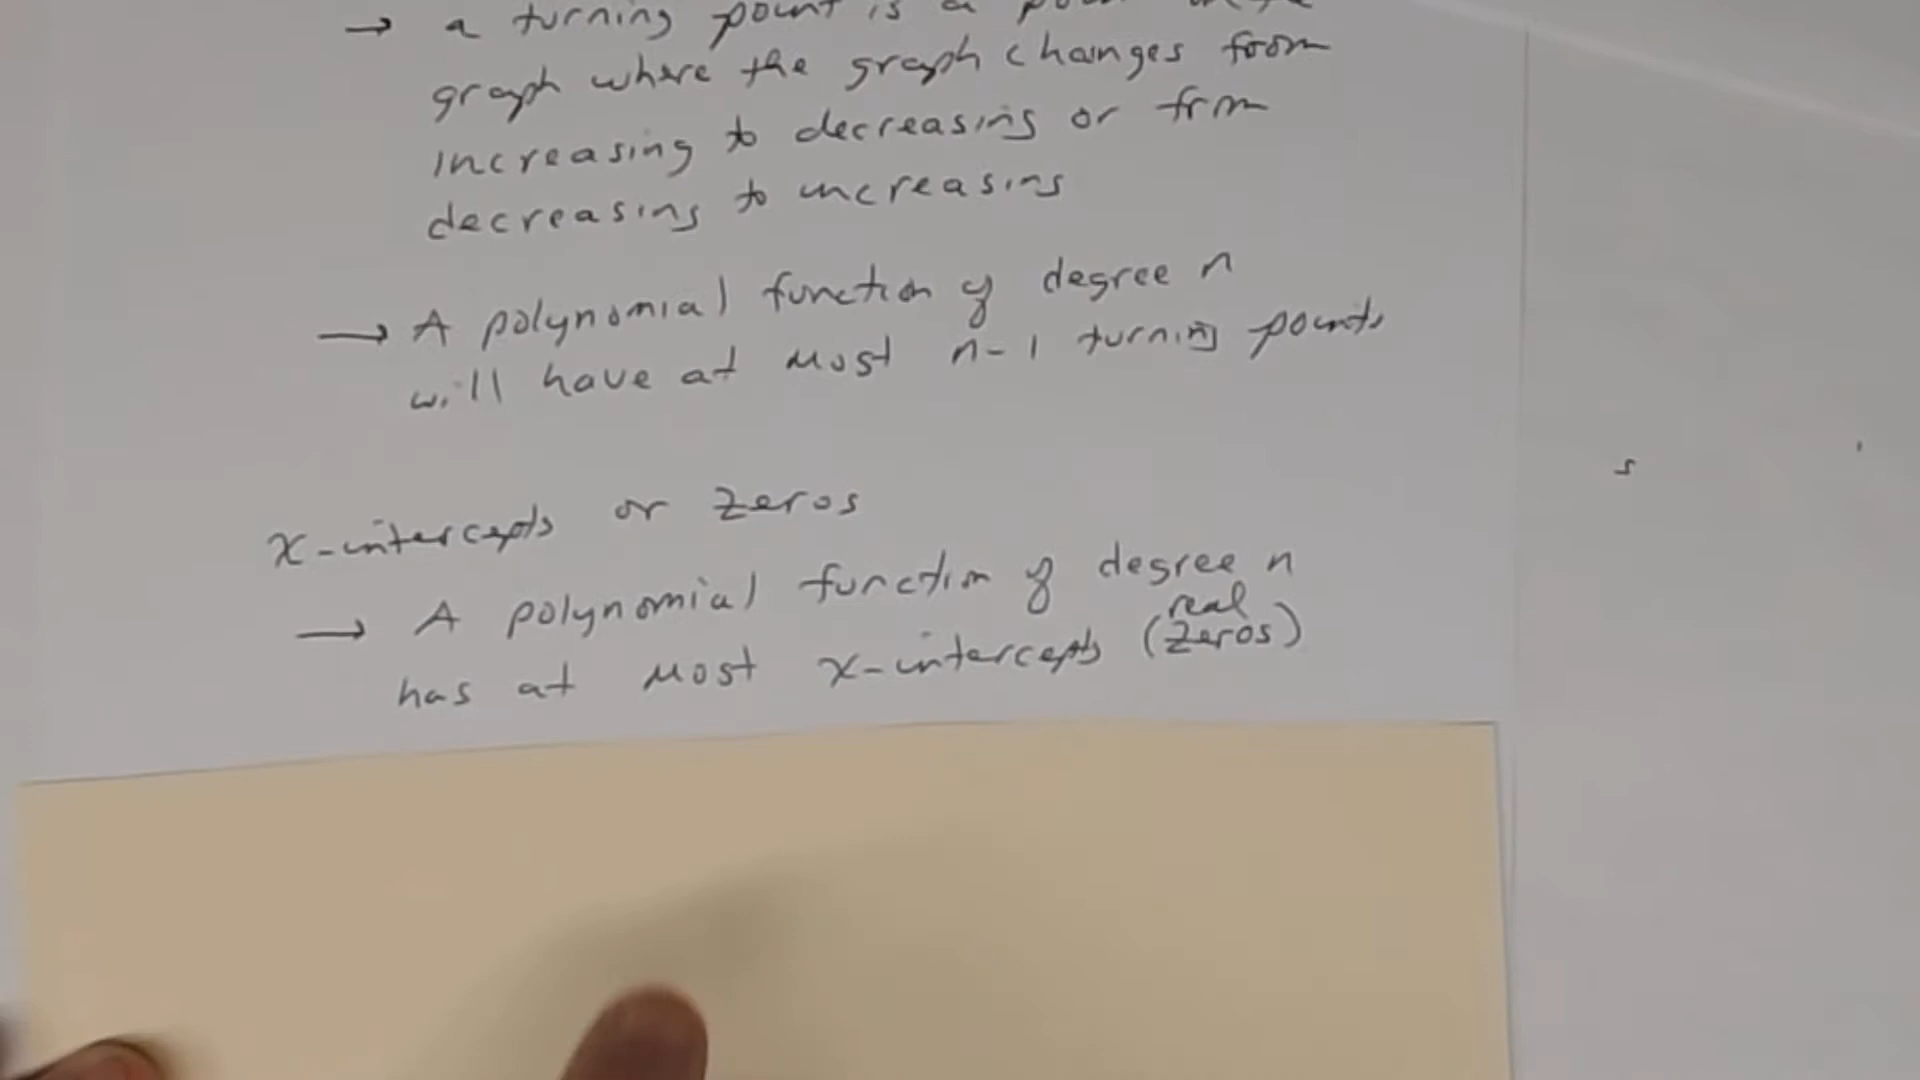 → a turning point is a
graph where the graph changes from
increasing to decreasing or from
decreasing to increasing
→ A polynomial function of degree n
will have at most n-1 turning points
x-intercepts or zeros
→ A polynomial function of degree n
real
has at most x-intercepts (zeros)
s